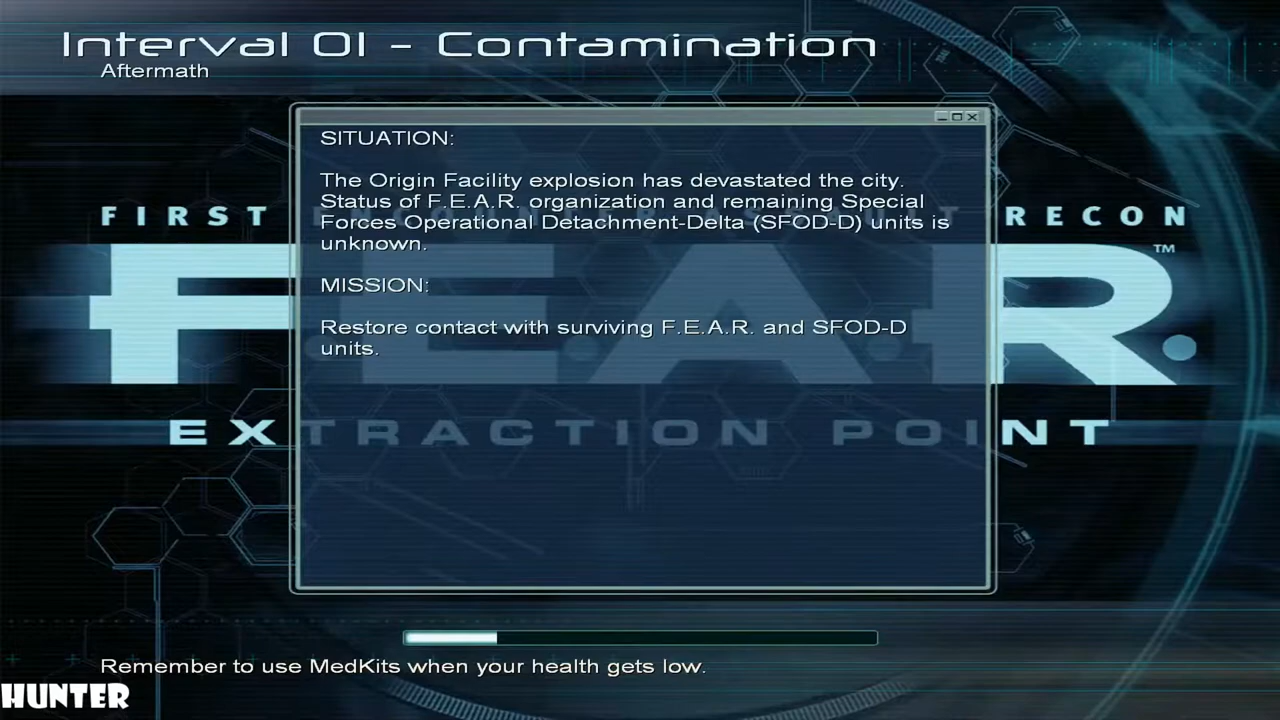 Interval 01 - Contamination
Aftermath
SITUATION:
The Origin Facility explosion has devastated the city.
Status of F.E.A.R. organization and remaining Special
Forces Operational Detachment-Delta (SFOD-D) units is
unknown.
MISSION:
Restore contact with surviving F.E.A.R. and SFOD-D
units.
FIRST RECON
F.E.A.R.™
EXTRACTION POINT
Remember to use MedKits when your health gets low.
HUNTER